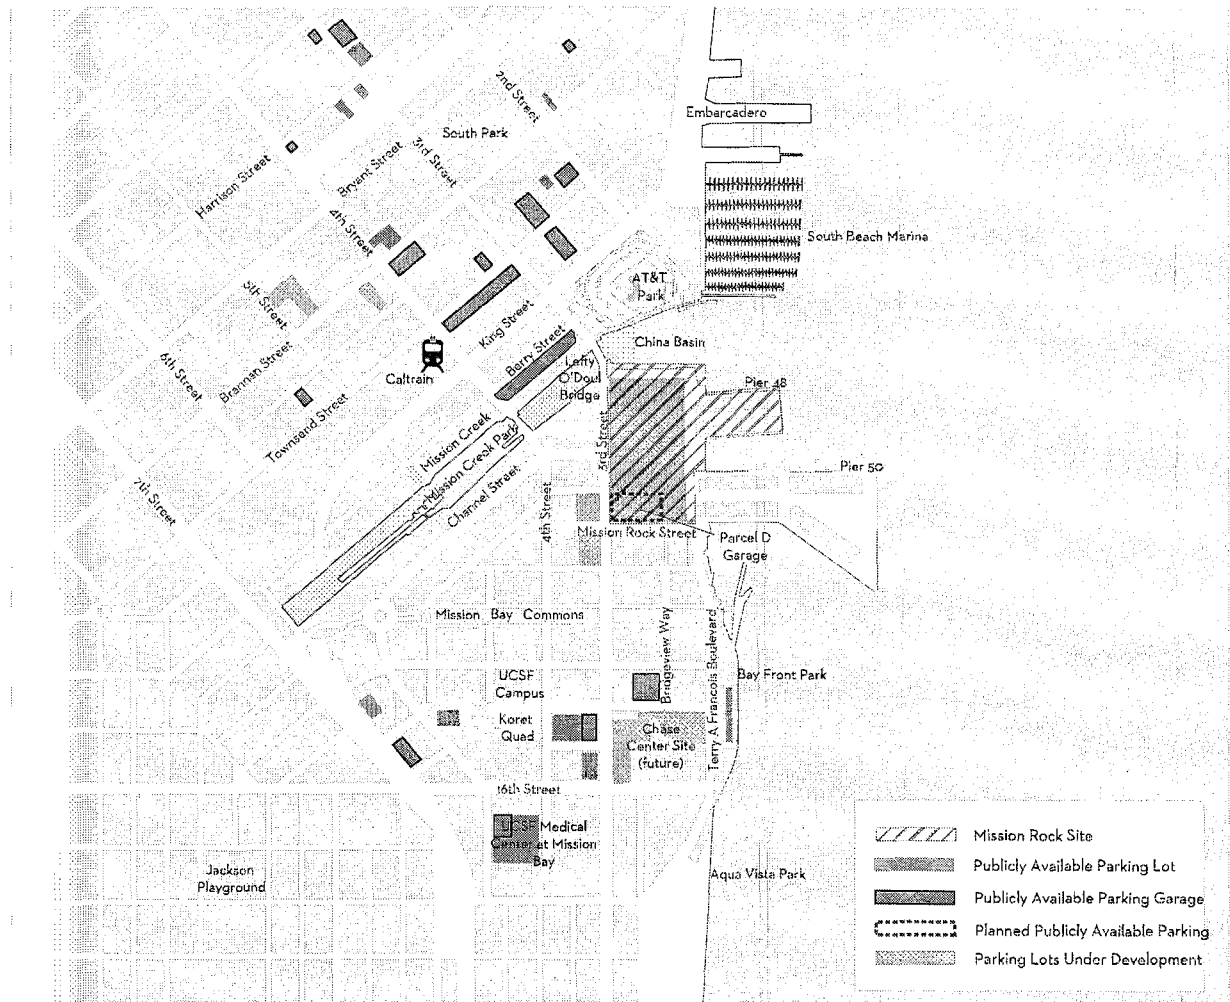 2nd Street
Embarcadero
South Park
3rd Street
Bryant Street
Harrison Street
4th Street
South Beach Marina
AT&T
Park
5th Street
King Street
China Basin
Berry Street
Caltrain
Lefty
O'Doul
Bridge
6th Street
Brannan Street
Pier 48
Townsend Street
3rd Street
Mission Creek
Mission Creek Park
Pier 50
7th Street
Channel Street
4th Street
Mission Rock Street
Parcel D
Garage
Mission Bay Commons
Bridgeview Way
Terry A Francois Boulevard
UCSF
Campus
Bay Front Park
Koret
Quad
Chase
Center Site
(future)
16th Street
UCSF Medical
Center at Mission
Bay
Jackson
Playground
Aqua Vista Park
Mission Rock Site
Publicly Available Parking Lot
Publicly Available Parking Garage
Planned Publicly Available Parking
Parking Lots Under Development